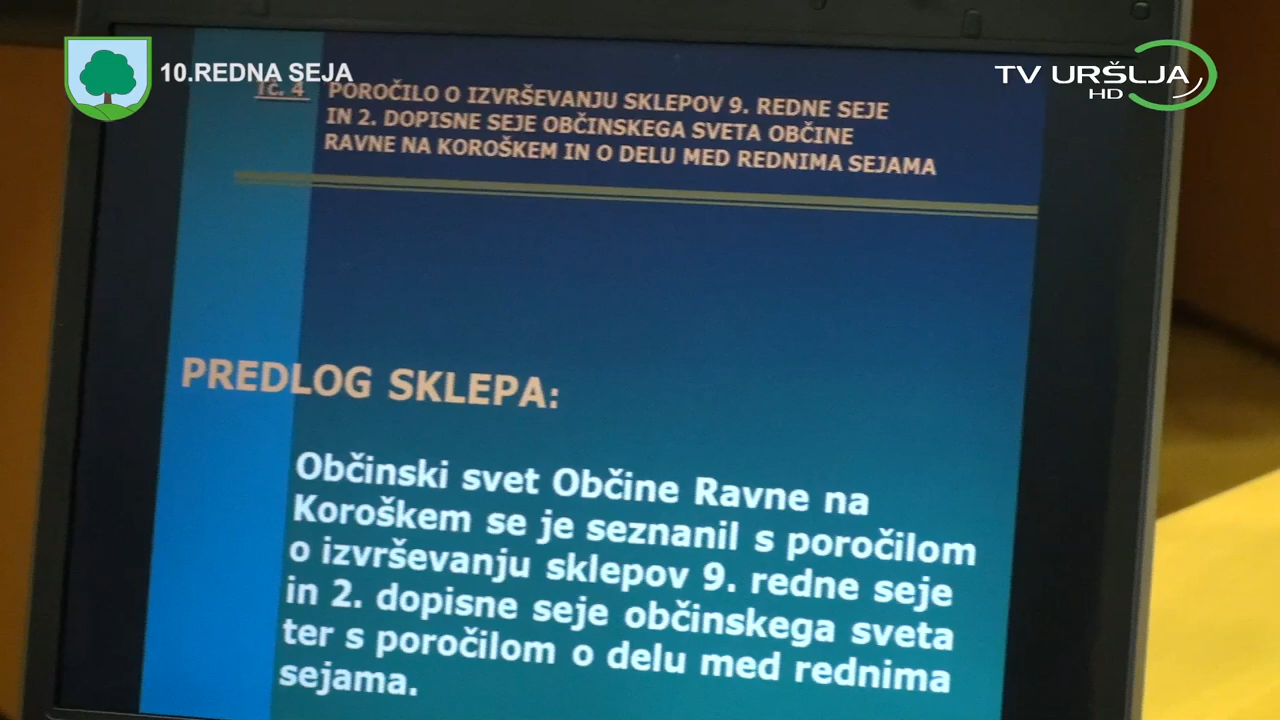 10.REDNA SEJA
TV URŠLJA
HD
Tč. 4
POROČILO O IZVRŠEVANJU SKLEPOV 9. REDNE SEJE
IN 2. DOPISNE SEJE OBČINSKEGA SVETA OBČINE
RAVNE NA KOROŠKEM IN O DELU MED REDNIMA SEJAMA
PREDLOG SKLEPA:
Občinski svet Občine Ravne na
Koroškem se je seznanil s poročilom
o izvrševanju sklepov 9. redne seje
in 2. dopisne seje občinskega sveta
ter s poročilom o delu med rednima
sejama.